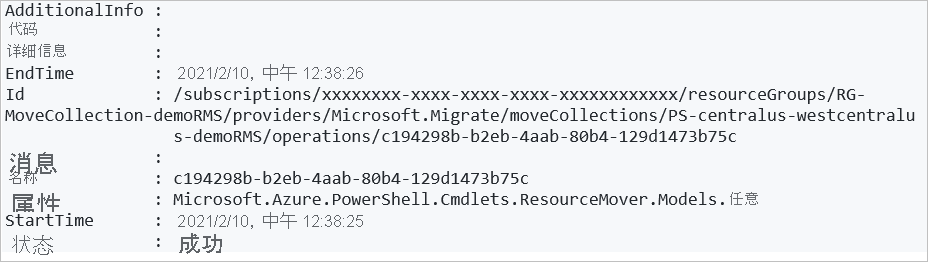 AdditionalInfo :
代码 :
详细信息 :
EndTime : 2021/2/10, 中午 12:38:26
Id : /subscriptions/xxxxxxxx-xxxx-xxxx-xxxx-xxxxxxxxxxxx/resourceGroups/RG-
MoveCollection-demoRMS/providers/Microsoft.Migrate/moveCollections/PS-centralus-westcentralu
s-demoRMS/operations/c194298b-b2eb-4aab-80b4-129d1473b75c
消息 :
名称 : c194298b-b2eb-4aab-80b4-129d1473b75c
属性 : Microsoft.Azure.PowerShell.Cmdlets.ResourceMover.Models.任意
StartTime : 2021/2/10, 中午 12:38:25
状态 : 成功